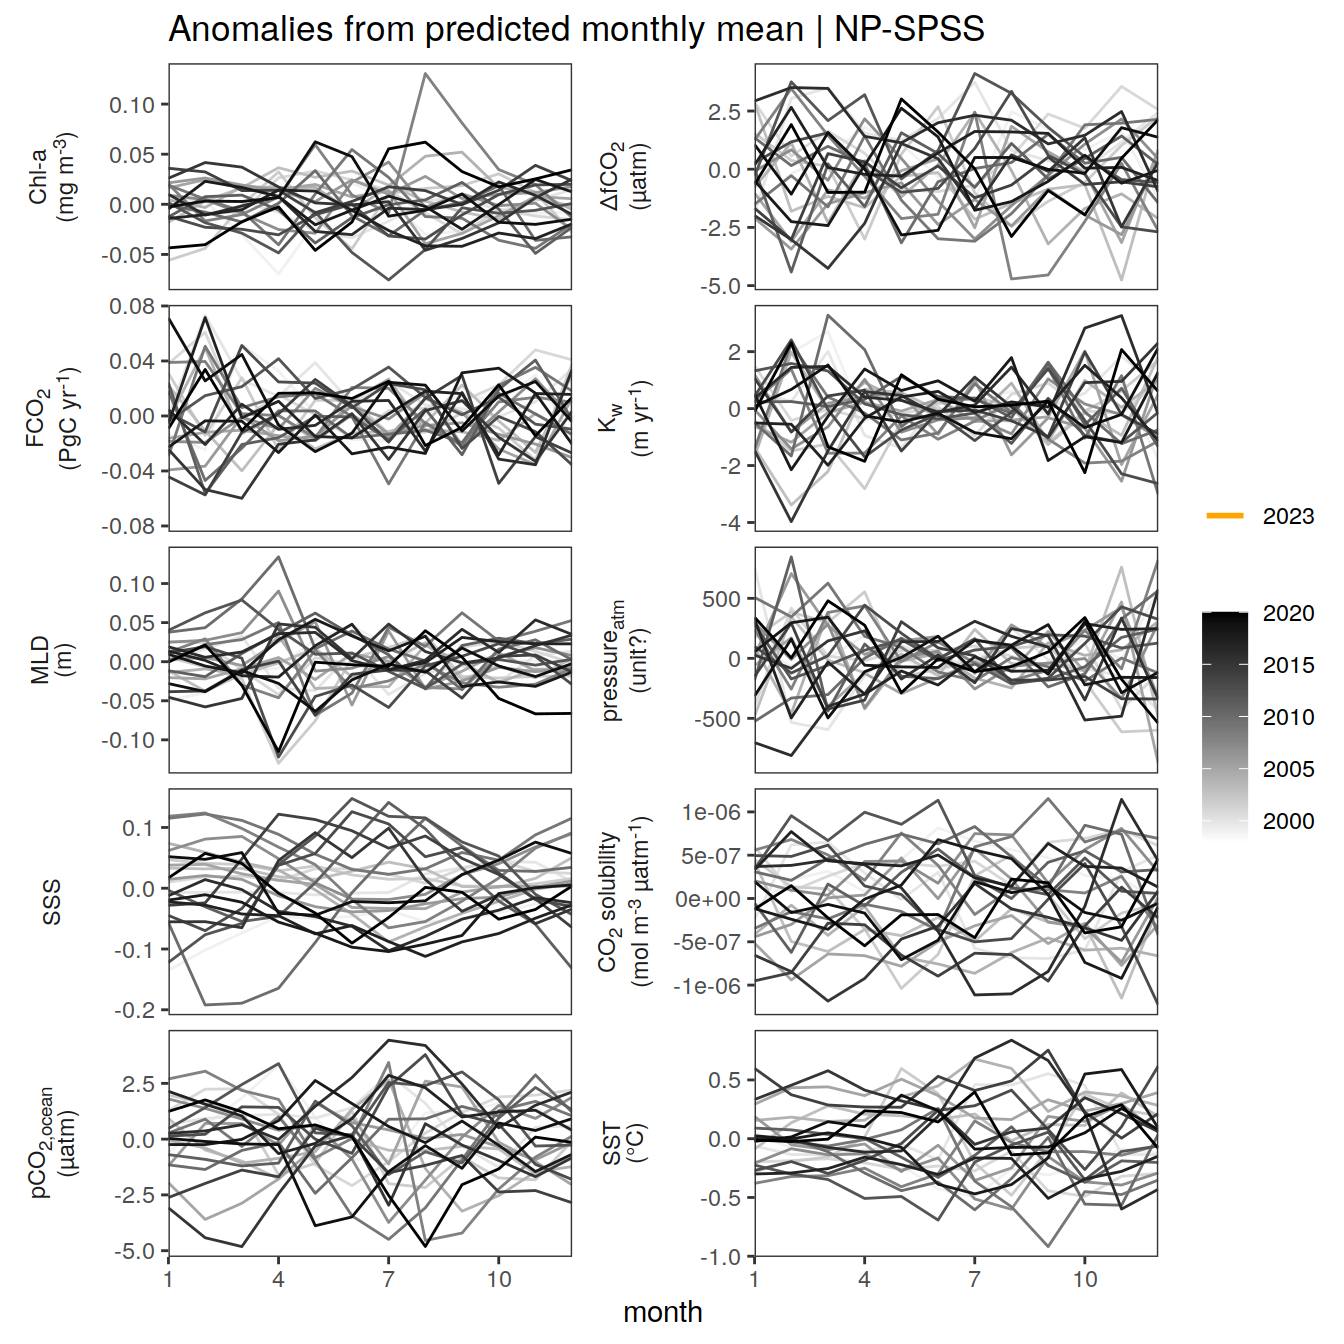 Anomalies from predicted monthly mean | NP-SPSS
Chl-a
(mg m⁻³)
0.10
0.05
0.00
-0.05
ΔfCO₂
(µatm)
2.5
0.0
-2.5
-5.0
FCO₂
(PgC yr⁻¹)
0.08
0.04
0.00
-0.04
-0.08
K_w
(m yr⁻¹)
2
0
-2
-4
MLD
(m)
0.10
0.05
0.00
-0.05
-0.10
pressure_atm
(unit?)
500
0
-500
SSS
0.1
0.0
-0.1
-0.2
CO₂ solubility
(mol m⁻³ µatm⁻¹)
1e-06
5e-07
0e+00
-5e-07
-1e-06
pCO₂,ocean
(µatm)
2.5
0.0
-2.5
-5.0
1 4 7 10
SST
(°C)
0.5
0.0
-0.5
-1.0
1 4 7 10
month
2023
2020
2015
2010
2005
2000